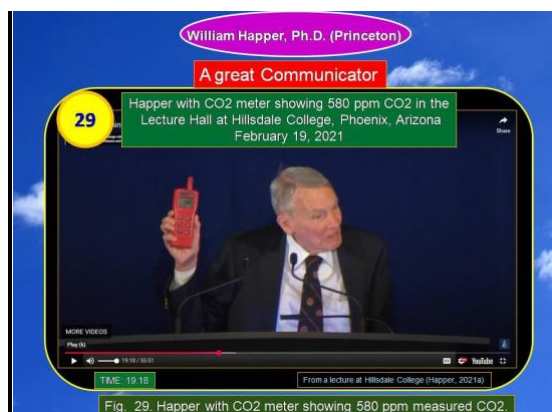 William Happer, Ph.D. (Princeton)
A great Communicator
29
Happer with CO2 meter showing 580 ppm CO2 in the
Lecture Hall at Hillsdale College, Phoenix, Arizona
February 19, 2021
Share
MORE VIDEOS
Play (k)
19:18 / 55:51
YouTube
TIME: 19.18
From a lecture at Hillsdale College (Happer, 2021a)
Fig. 29. Happer with CO2 meter showing 580 ppm measured CO2.